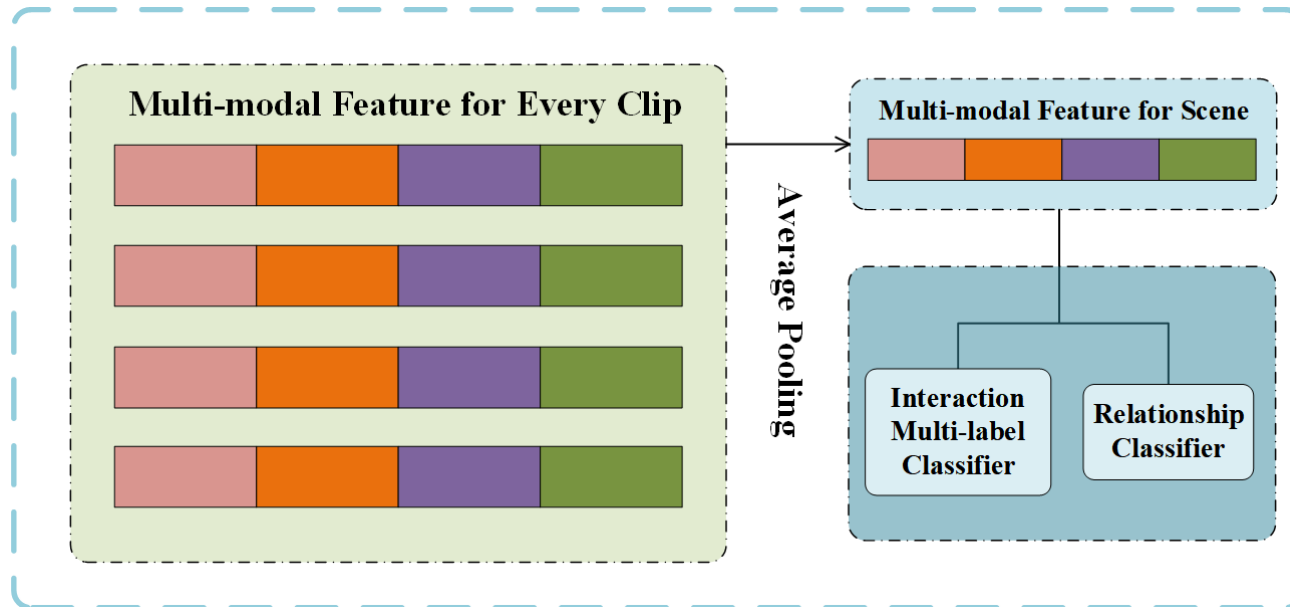 Multi-modal Feature for Every Clip
Average Pooling
Multi-modal Feature for Scene
Interaction
Multi-label
Classifier
Relationship
Classifier